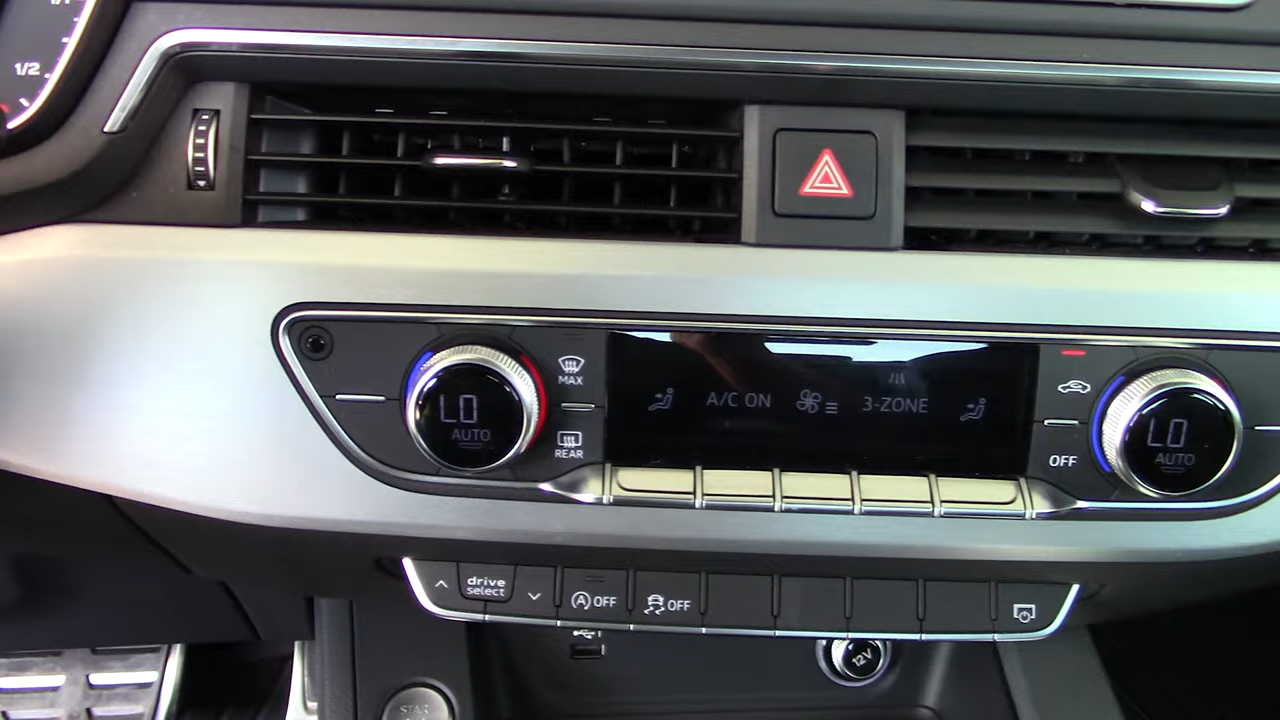 1/2
MAX
LO
AUTO
REAR
A/C ON
3-ZONE
OFF
LO
AUTO
drive
select
A OFF
OFF
12V